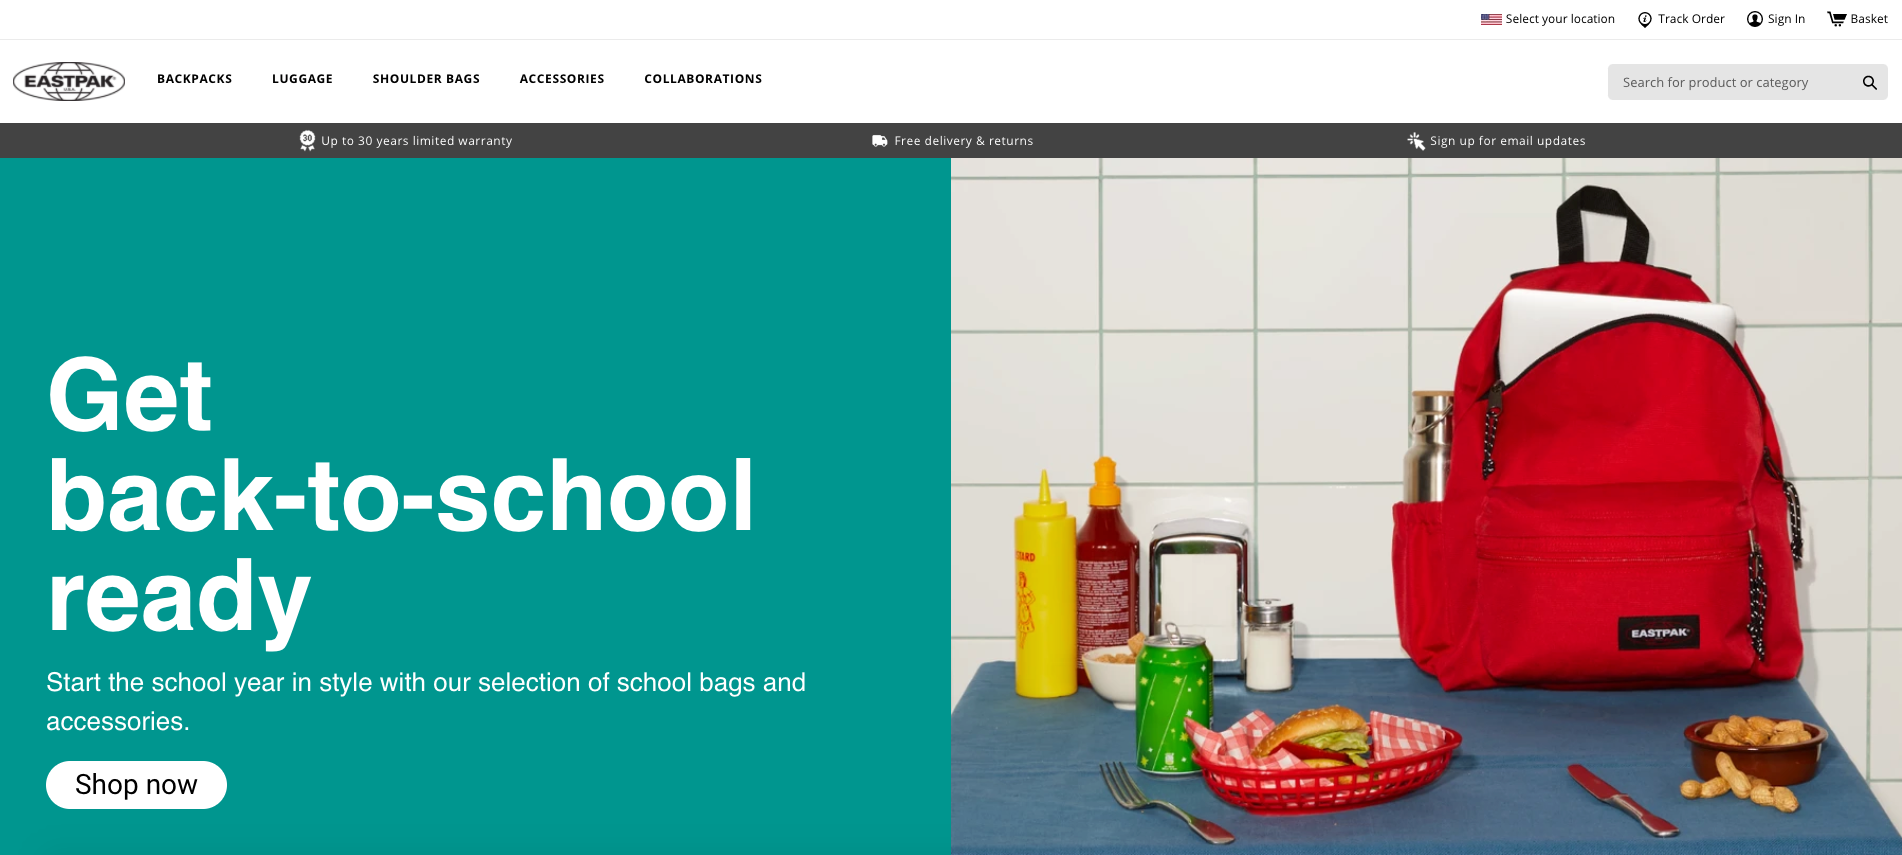 Select your location
Track Order
Sign In
Basket
EASTPAK
USA
BACKPACKS
LUGGAGE
SHOULDER BAGS
ACCESSORIES
COLLABORATIONS
Search for product or category
30
Up to 30 years limited warranty
Free delivery & returns
Sign up for email updates
Get
back-to-school
ready
Start the school year in style with our selection of school bags and
accessories.
Shop now
EASTPAK